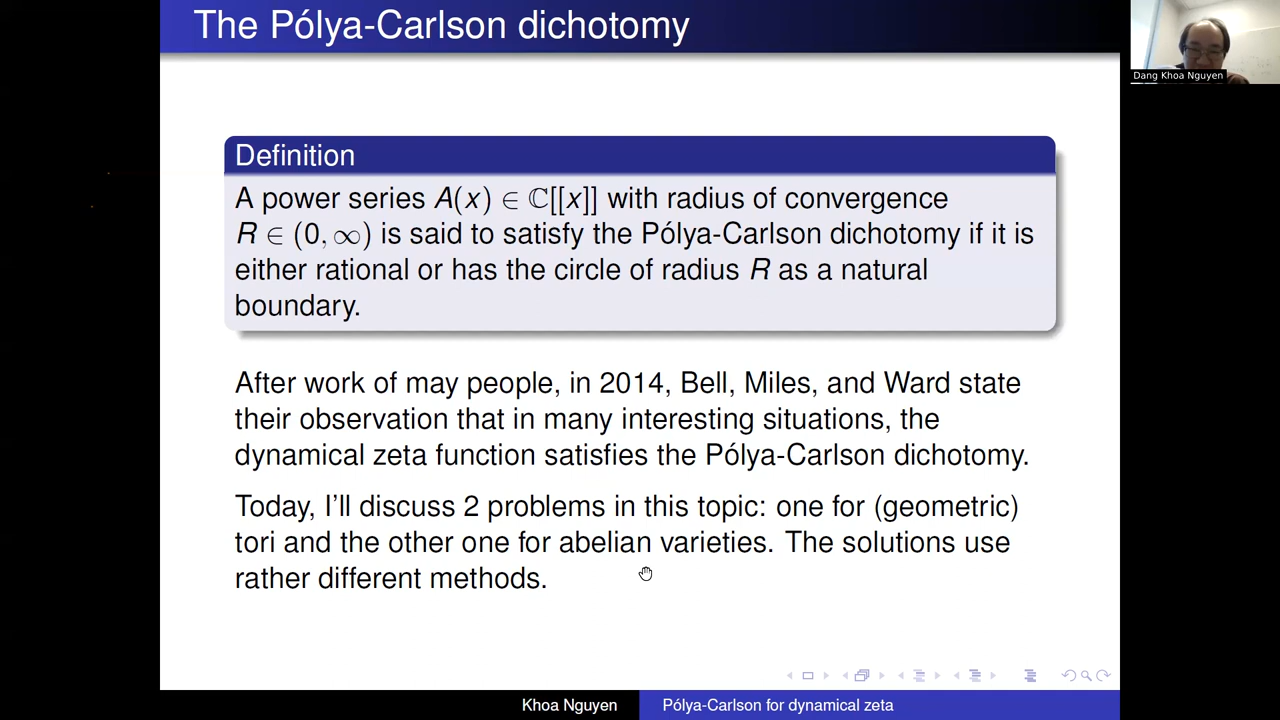 The Pólya-Carlson dichotomy
Dang Khoa Nguyen
Definition
A power series A(x) ∈ ℂ[[x]] with radius of convergence
R ∈ (0, ∞) is said to satisfy the Pólya-Carlson dichotomy if it is
either rational or has the circle of radius R as a natural
boundary.
After work of may people, in 2014, Bell, Miles, and Ward state
their observation that in many interesting situations, the
dynamical zeta function satisfies the Pólya-Carlson dichotomy.
Today, I'll discuss 2 problems in this topic: one for (geometric)
tori and the other one for abelian varieties. The solutions use
rather different methods.
Khoa Nguyen
Pólya-Carlson for dynamical zeta